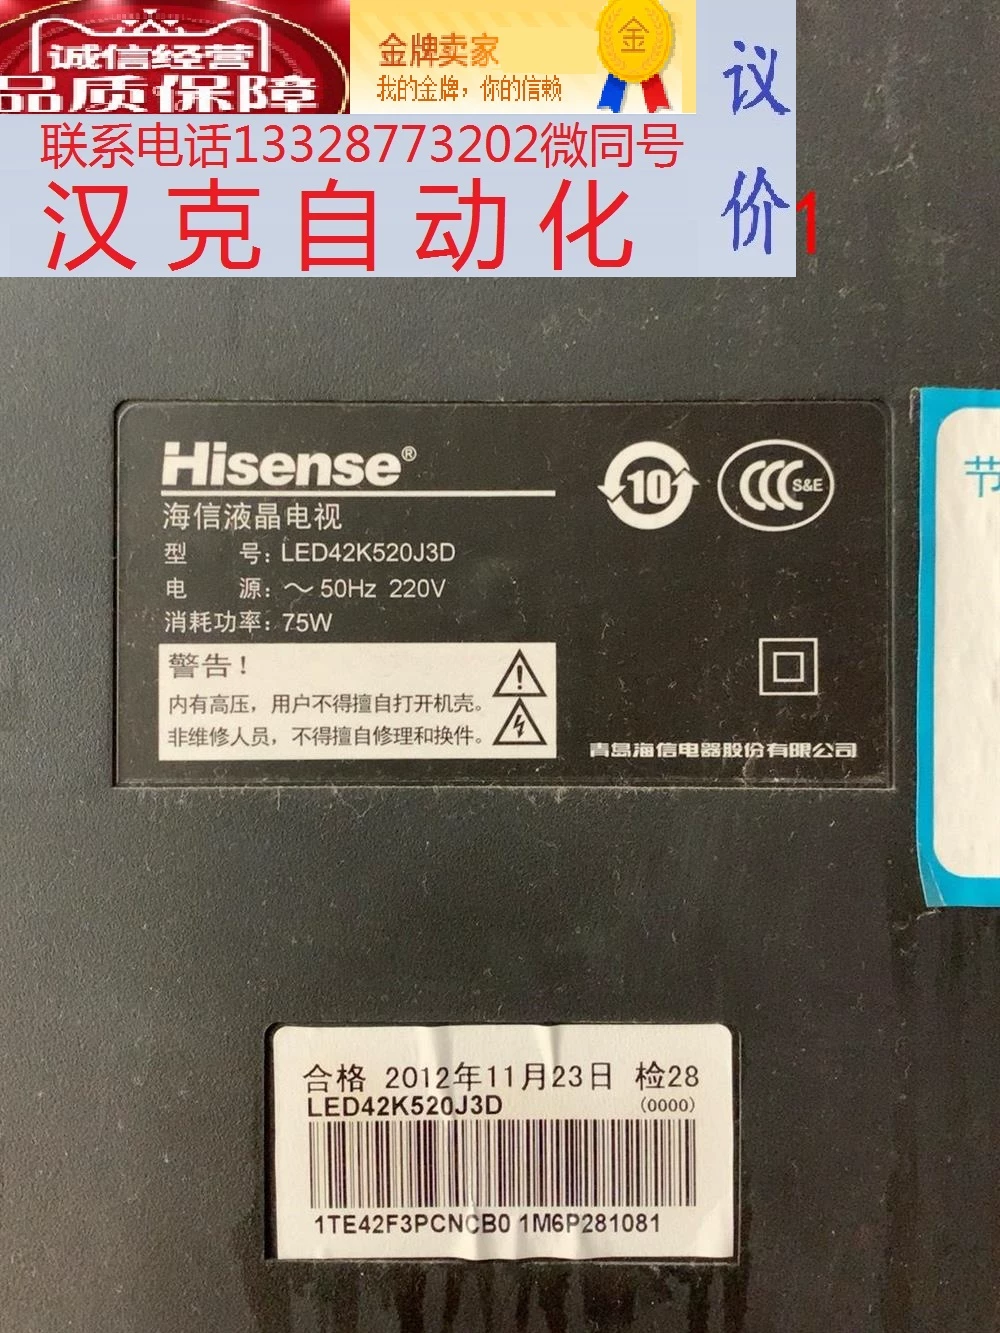 诚信经营
品质保障
金牌卖家
我的金牌，你的信赖
金
议
价1
联系电话13328773202微同号
汉克自动化
Hisense®
海信液晶电视
型 号: LED42K520J3D
电 源: ～50Hz 220V
消耗功率: 75W
警告！
内有高压，用户不得擅自打开机壳。
非维修人员，不得擅自修理和换件。
10
CCC S&E
青岛海信电器股份有限公司
节
合格 2012年11月23日 检28
LED42K520J3D (0000)
1TE42F3PCNCB0 1M6P281081